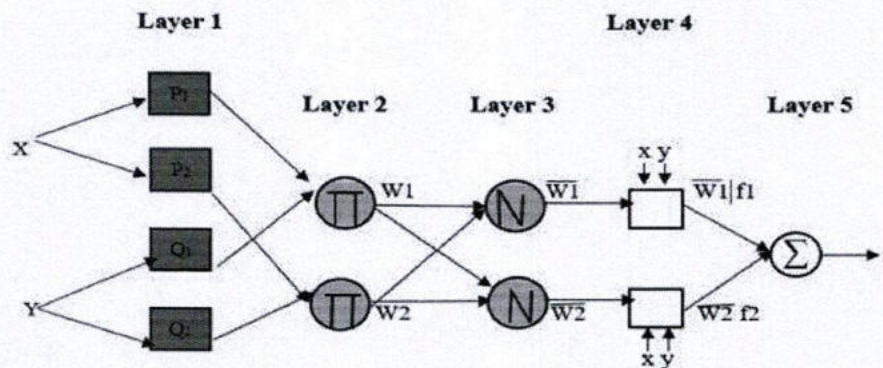 Layer 1
Layer 4
Layer 2
Layer 3
Layer 5
X
Y
P1
P2
Q1
Q2
Π
Π
W1
W2
N
N
W̅1̅
W̅2̅
x y
x y
W̅1|f1
W̅2̅ f2
Σ